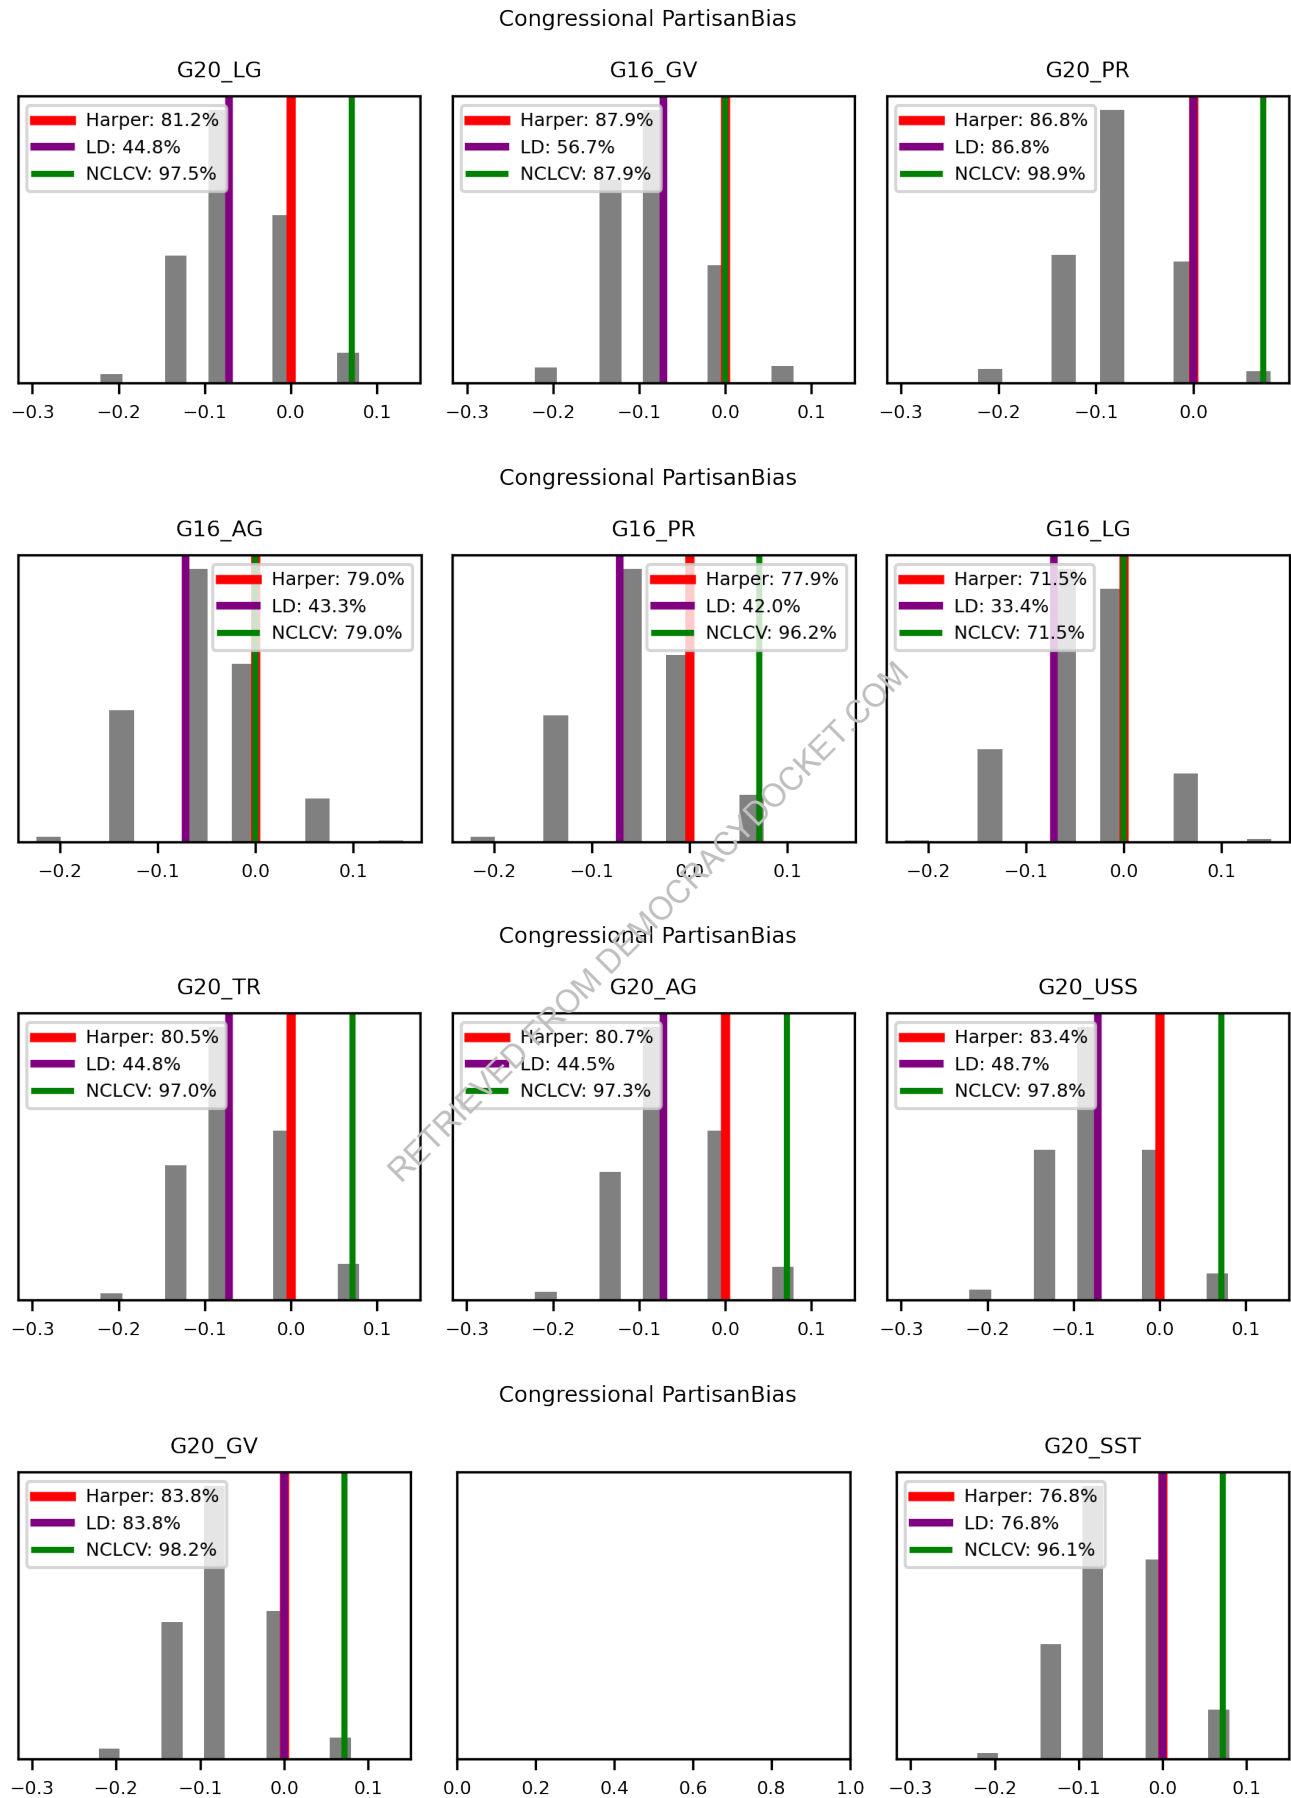 Congressional PartisanBias
G20_LG
G16_GV
G20_PR
Harper: 81.2%
LD: 44.8%
NCLCV: 97.5%
Harper: 87.9%
LD: 56.7%
NCLCV: 87.9%
Harper: 86.8%
LD: 86.8%
NCLCV: 98.9%
−0.3 −0.2 −0.1 0.0 0.1
−0.3 −0.2 −0.1 0.0 0.1
−0.3 −0.2 −0.1 0.0
Congressional PartisanBias
G16_AG
G16_PR
G16_LG
Harper: 79.0%
LD: 43.3%
NCLCV: 79.0%
Harper: 77.9%
LD: 42.0%
NCLCV: 96.2%
Harper: 71.5%
LD: 33.4%
NCLCV: 71.5%
−0.2 −0.1 0.0 0.1
−0.2 −0.1 0.0 0.1
−0.2 −0.1 0.0 0.1
RETRIEVED FROM DEMOCRACYDOCKET.COM
Congressional PartisanBias
G20_TR
G20_AG
G20_USS
Harper: 80.5%
LD: 44.8%
NCLCV: 97.0%
Harper: 80.7%
LD: 44.5%
NCLCV: 97.3%
Harper: 83.4%
LD: 48.7%
NCLCV: 97.8%
−0.3 −0.2 −0.1 0.0 0.1
−0.3 −0.2 −0.1 0.0 0.1
−0.3 −0.2 −0.1 0.0 0.1
Congressional PartisanBias
G20_GV
G20_SST
Harper: 83.8%
LD: 83.8%
NCLCV: 98.2%
Harper: 76.8%
LD: 76.8%
NCLCV: 96.1%
−0.3 −0.2 −0.1 0.0 0.1
0.0 0.2 0.4 0.6 0.8 1.0
−0.3 −0.2 −0.1 0.0 0.1